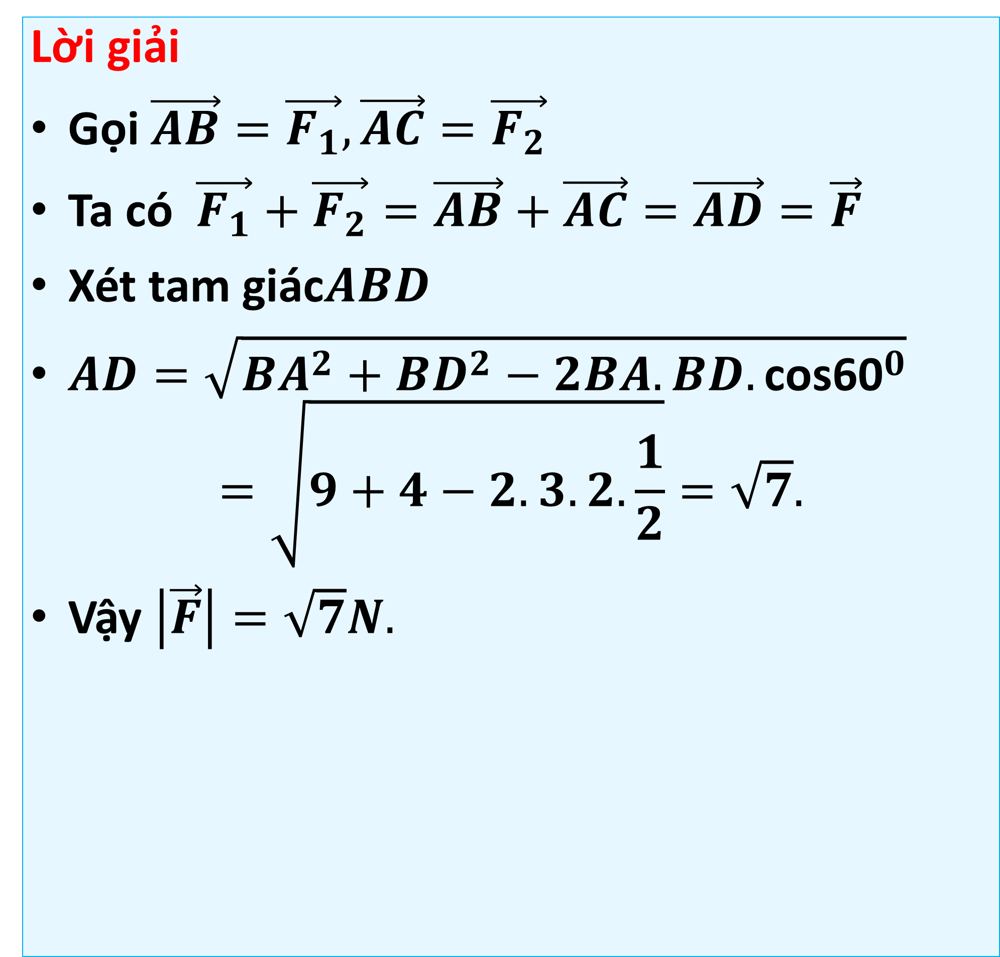 Lời giải
• Gọi $\overrightarrow{AB} = \overrightarrow{F_1}, \overrightarrow{AC} = \overrightarrow{F_2}$
• Ta có $\overrightarrow{F_1} + \overrightarrow{F_2} = \overrightarrow{AB} + \overrightarrow{AC} = \overrightarrow{AD} = \overrightarrow{F}$
• Xét tam giác$ABD$
• $AD = \sqrt{BA^2 + BD^2 - 2BA.BD.\cos 60^0}$
$= \sqrt{9 + 4 - 2.3.2.\frac{1}{2}} = \sqrt{7}.$
• Vậy $\left|\overrightarrow{F}\right| = \sqrt{7}N.$